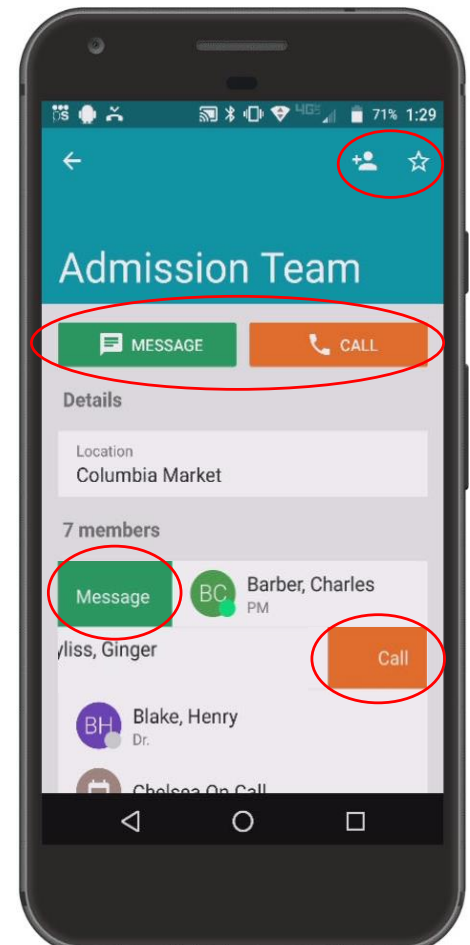 71% 1:29
Admission Team
MESSAGE CALL
Details
Location
Columbia Market
7 members
Message BC Barber, Charles
PM
yliss, Ginger Call
BH Blake, Henry
Dr.
Chelsea On Call